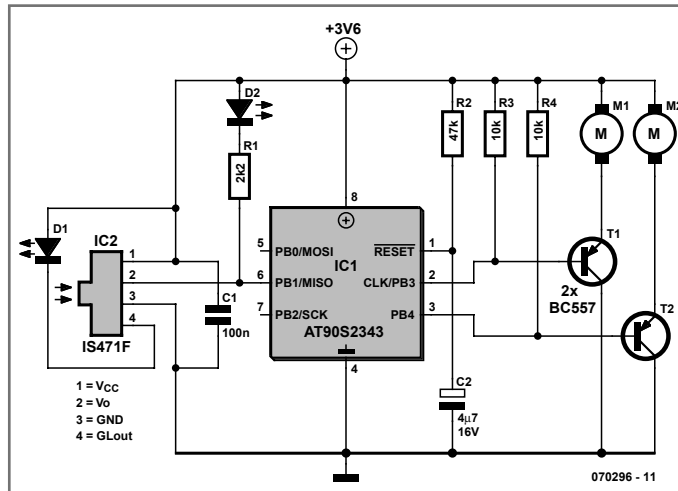 +3V6
D2
R1
2k2
R2
47k
R3
10k
R4
10k
M1
M
M2
M
D1
IC2
1
2
3
4
IS471F
C1
100n
8
5 PB0/MOSI
6 PB1/MISO
7 PB2/SCK
IC1
RESET 1
CLK/PB3 2
PB4 3
AT90S2343
4
T1
2x
BC557
T2
C2
4µ7
16V
1 = VCC
2 = Vo
3 = GND
4 = GLout
070296 - 11